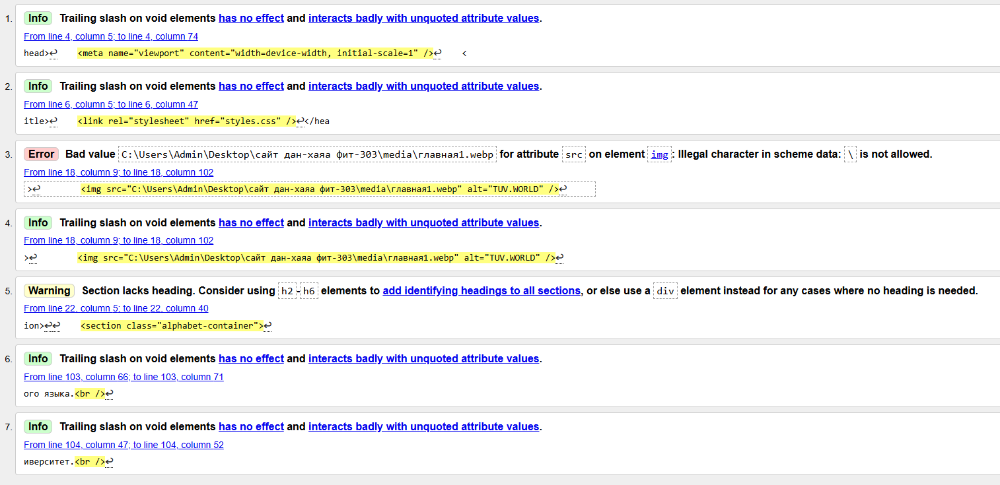 1. Info Trailing slash on void elements has no effect and interacts badly with unquoted attribute values.
From line 4, column 5; to line 4, column 74
head>↩    <meta name="viewport" content="width=device-width, initial-scale=1" />↩    <
2. Info Trailing slash on void elements has no effect and interacts badly with unquoted attribute values.
From line 6, column 5; to line 6, column 47
itle>↩    <link rel="stylesheet" href="styles.css" />↩</hea
3. Error Bad value C:\Users\Admin\Desktop\сайт дан-хаяа фит-303\media\главная1.webp for attribute src on element img: Illegal character in scheme data: \ is not allowed.
From line 18, column 9; to line 18, column 102
>↩        <img src="C:\Users\Admin\Desktop\сайт дан-хаяа фит-303\media\главная1.webp" alt="TUV.WORLD" />↩
4. Info Trailing slash on void elements has no effect and interacts badly with unquoted attribute values.
From line 18, column 9; to line 18, column 102
>↩        <img src="C:\Users\Admin\Desktop\сайт дан-хаяа фит-303\media\главная1.webp" alt="TUV.WORLD" />↩
5. Warning Section lacks heading. Consider using h2-h6 elements to add identifying headings to all sections, or else use a div element instead for any cases where no heading is needed.
From line 22, column 5; to line 22, column 40
ion>↩↩    <section class="alphabet-container">↩
6. Info Trailing slash on void elements has no effect and interacts badly with unquoted attribute values.
From line 103, column 66; to line 103, column 71
ого языка.<br />↩
7. Info Trailing slash on void elements has no effect and interacts badly with unquoted attribute values.
From line 104, column 47; to line 104, column 52
иверситет.<br />↩